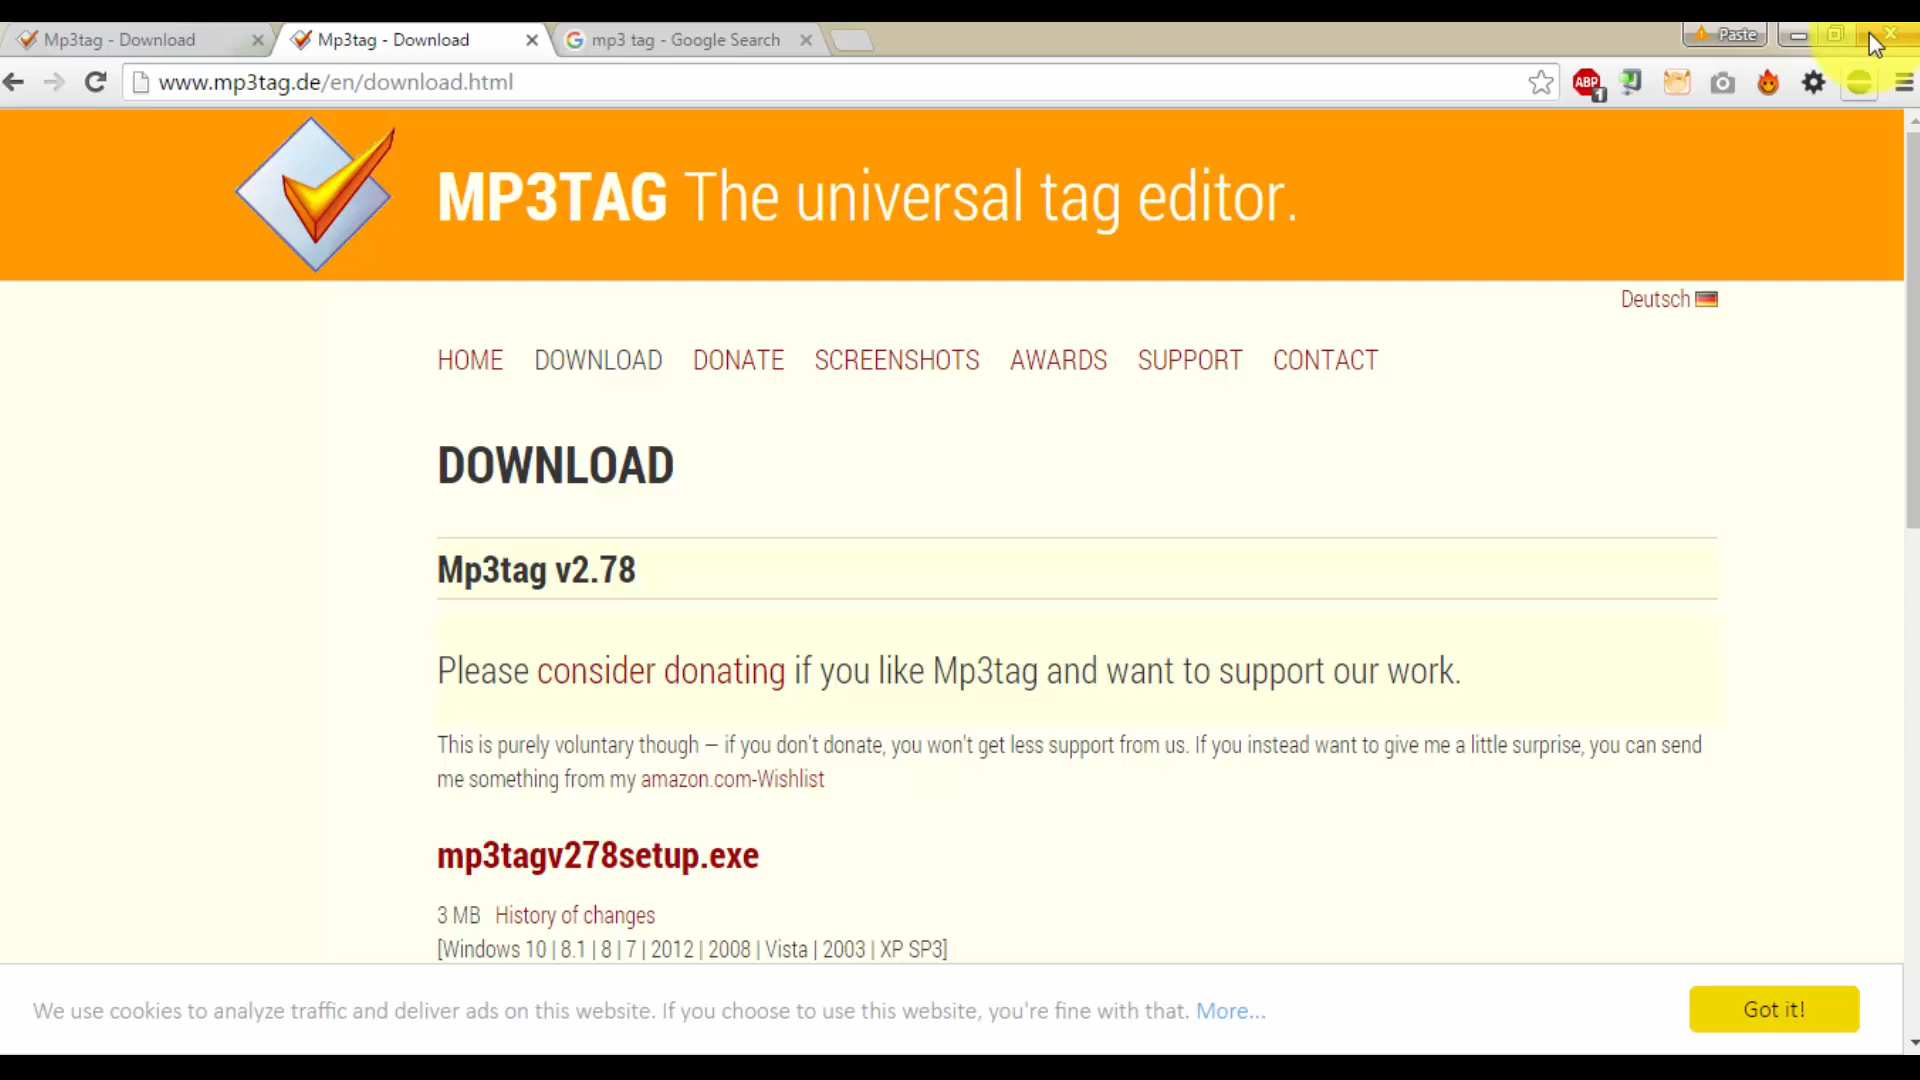 Mp3tag - Download
Mp3tag - Download
mp3 tag - Google Search
Paste
www.mp3tag.de/en/download.html
ABP
1
MP3TAG The universal tag editor.
Deutsch
HOME DOWNLOAD DONATE SCREENSHOTS AWARDS SUPPORT CONTACT
DOWNLOAD
Mp3tag v2.78
Please consider donating if you like Mp3tag and want to support our work.
This is purely voluntary though – if you don't donate, you won't get less support from us. If you instead want to give me a little surprise, you can send
me something from my amazon.com-Wishlist
mp3tagv278setup.exe
3 MB History of changes
[Windows 10 | 8.1 | 8 | 7 | 2012 | 2008 | Vista | 2003 | XP SP3]
We use cookies to analyze traffic and deliver ads on this website. If you choose to use this website, you're fine with that. More...
Got it!